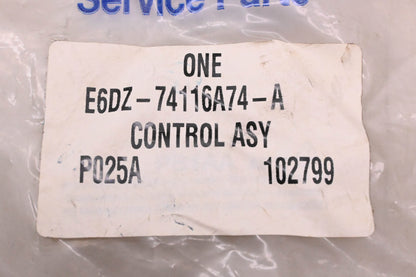 Service Parts
ONE
E6DZ-74116A74-A
CONTROL ASY
P025A 102799